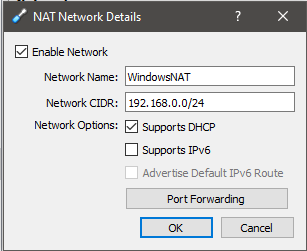 NAT Network Details
Enable Network
Network Name: WindowsNAT
Network CIDR: 192.168.0.0/24
Network Options: Supports DHCP
Supports IPv6
Advertise Default IPv6 Route
Port Forwarding
OK Cancel